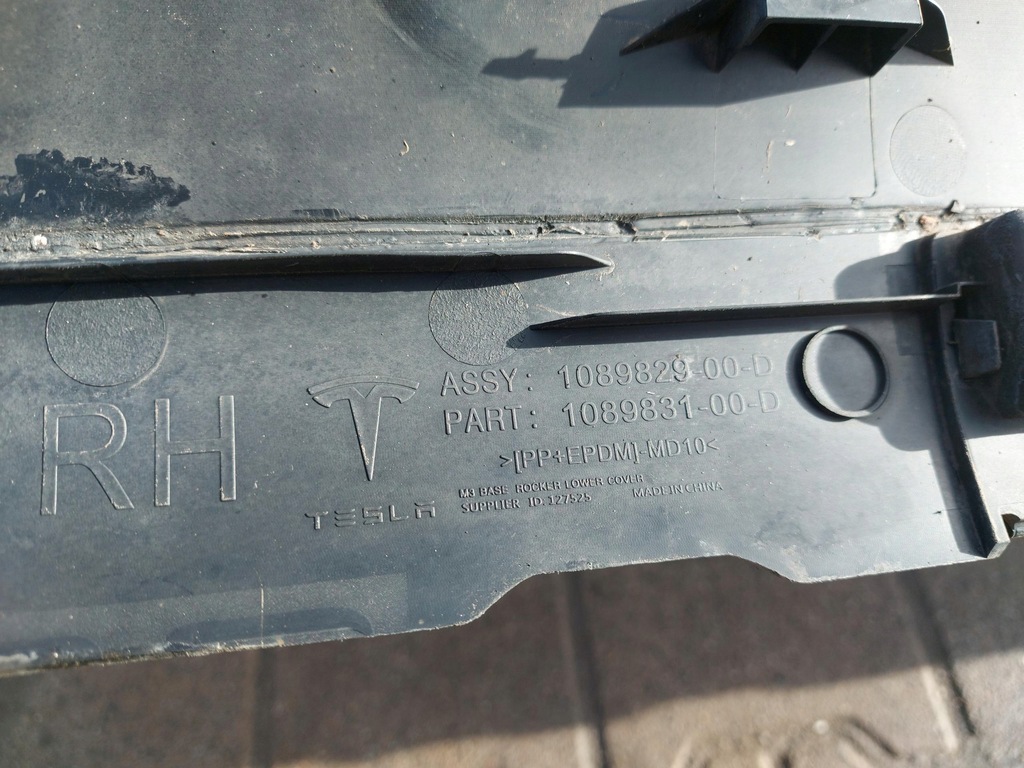 RH
ASSY: 1089829-00-D
PART: 1089831-00-D
>[PP+EPDM]-MD10<
M3 BASE ROCKER LOWER COVER
SUPPLIER ID. 127525 MADE IN CHINA
TESLA